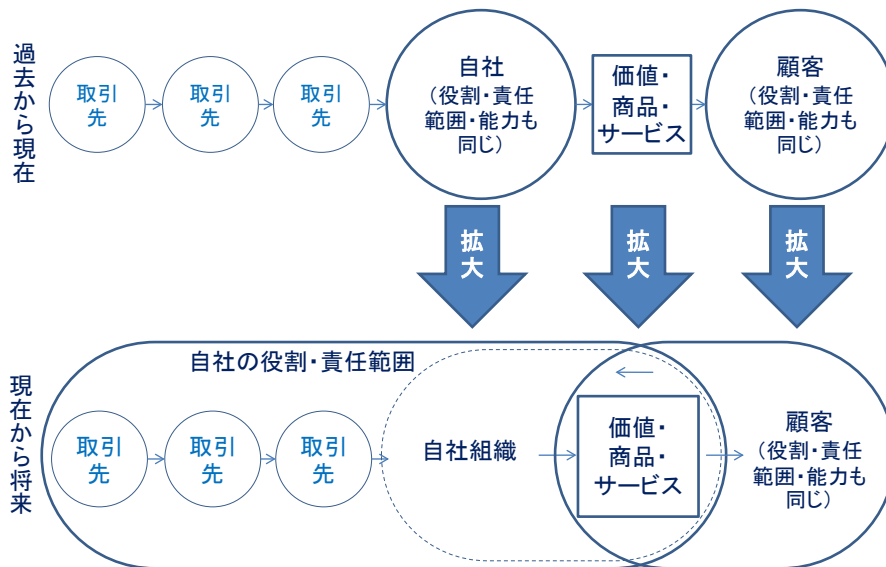 過去から現在
取引
先
取引
先
取引
先
自社
(役割・責任
範囲・能力も
同じ)
価値・
商品・
サービス
顧客
(役割・責任
範囲・能力も
同じ)
拡大
拡大
拡大
現在から将来
自社の役割・責任範囲
取引
先
取引
先
取引
先
自社組織
価値・
商品・
サービス
顧客
(役割・責任
範囲・能力も
同じ)